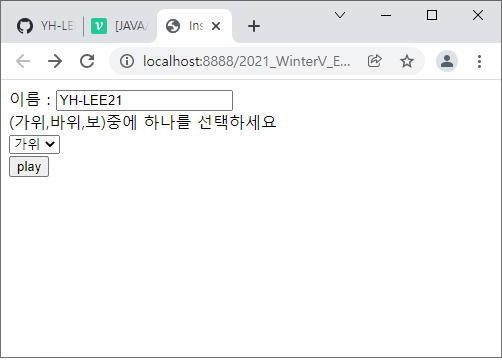 YH-LE
[JAVA/
Ins
localhost:8888/2021_WinterV_E...
이름 : YH-LEE21
(가위,바위,보)중에 하나를 선택하세요
가위
play